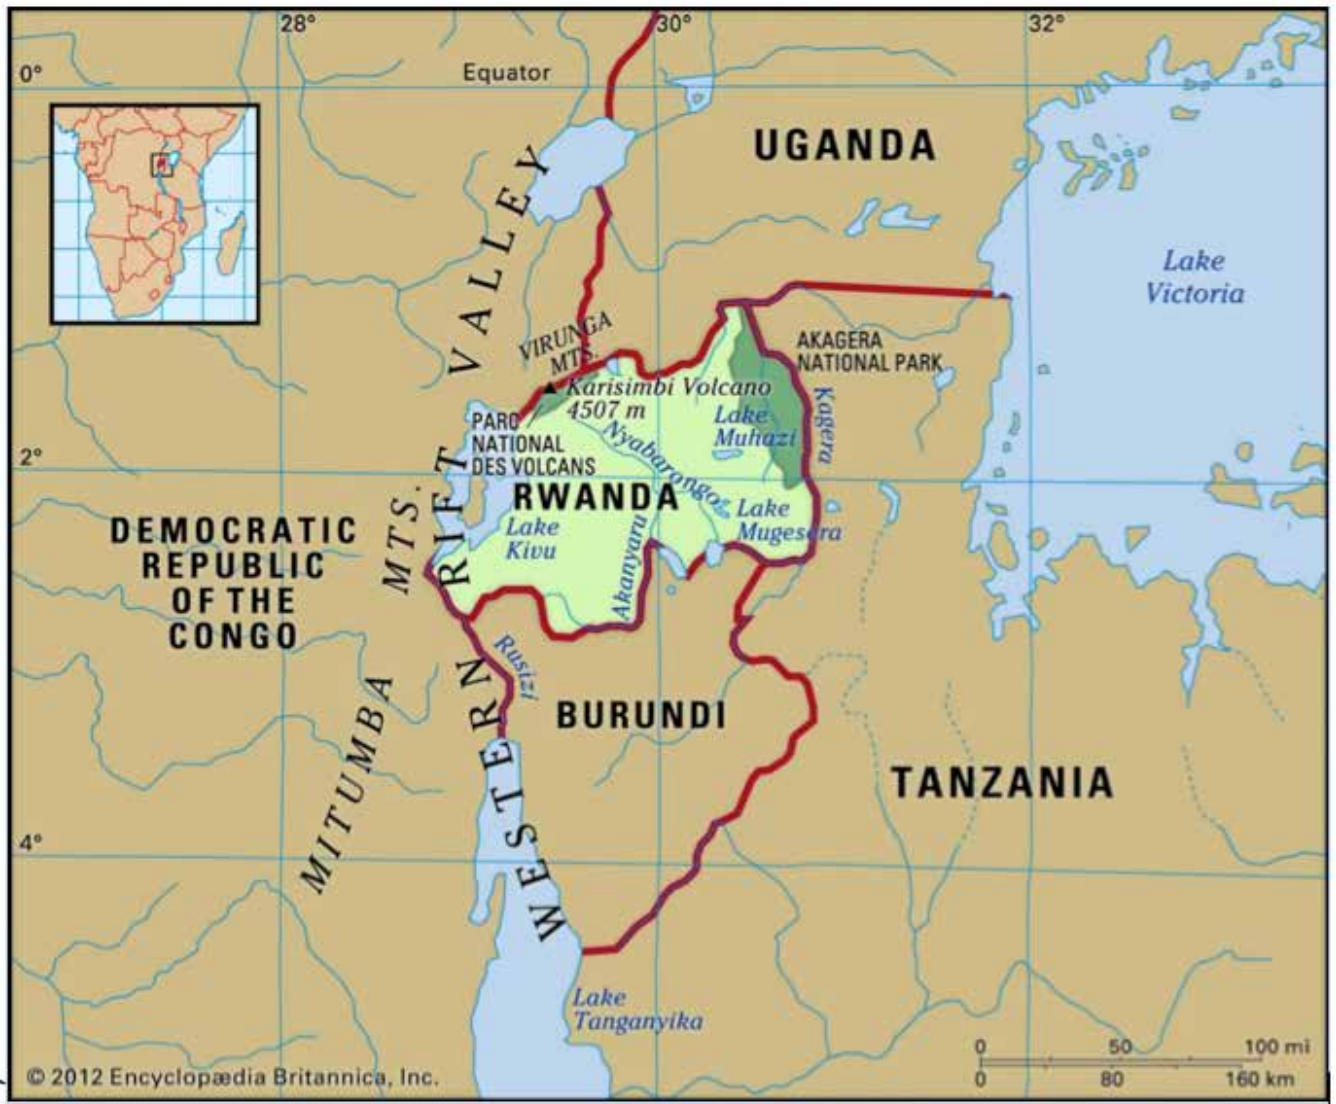 28°
30°
32°
0°
Equator
UGANDA
Lake
Victoria
WESTERN RIFT VALLEY
VIRUNGA
MTS.
AKAGERA
NATIONAL PARK
Karisimbi Volcano
4507 m
PARC
NATIONAL
DES VOLCANS
Lake
Muhazi
Kagera
Nyabarongo
2°
RWANDA
Lake
Kivu
Lake
Mugesera
Akanyaru
DEMOCRATIC
REPUBLIC
OF THE
CONGO
MITUMBA MTS.
Rusizi
BURUNDI
TANZANIA
4°
Lake
Tanganyika
0 50 100 mi
0 80 160 km
© 2012 Encyclopædia Britannica, Inc.